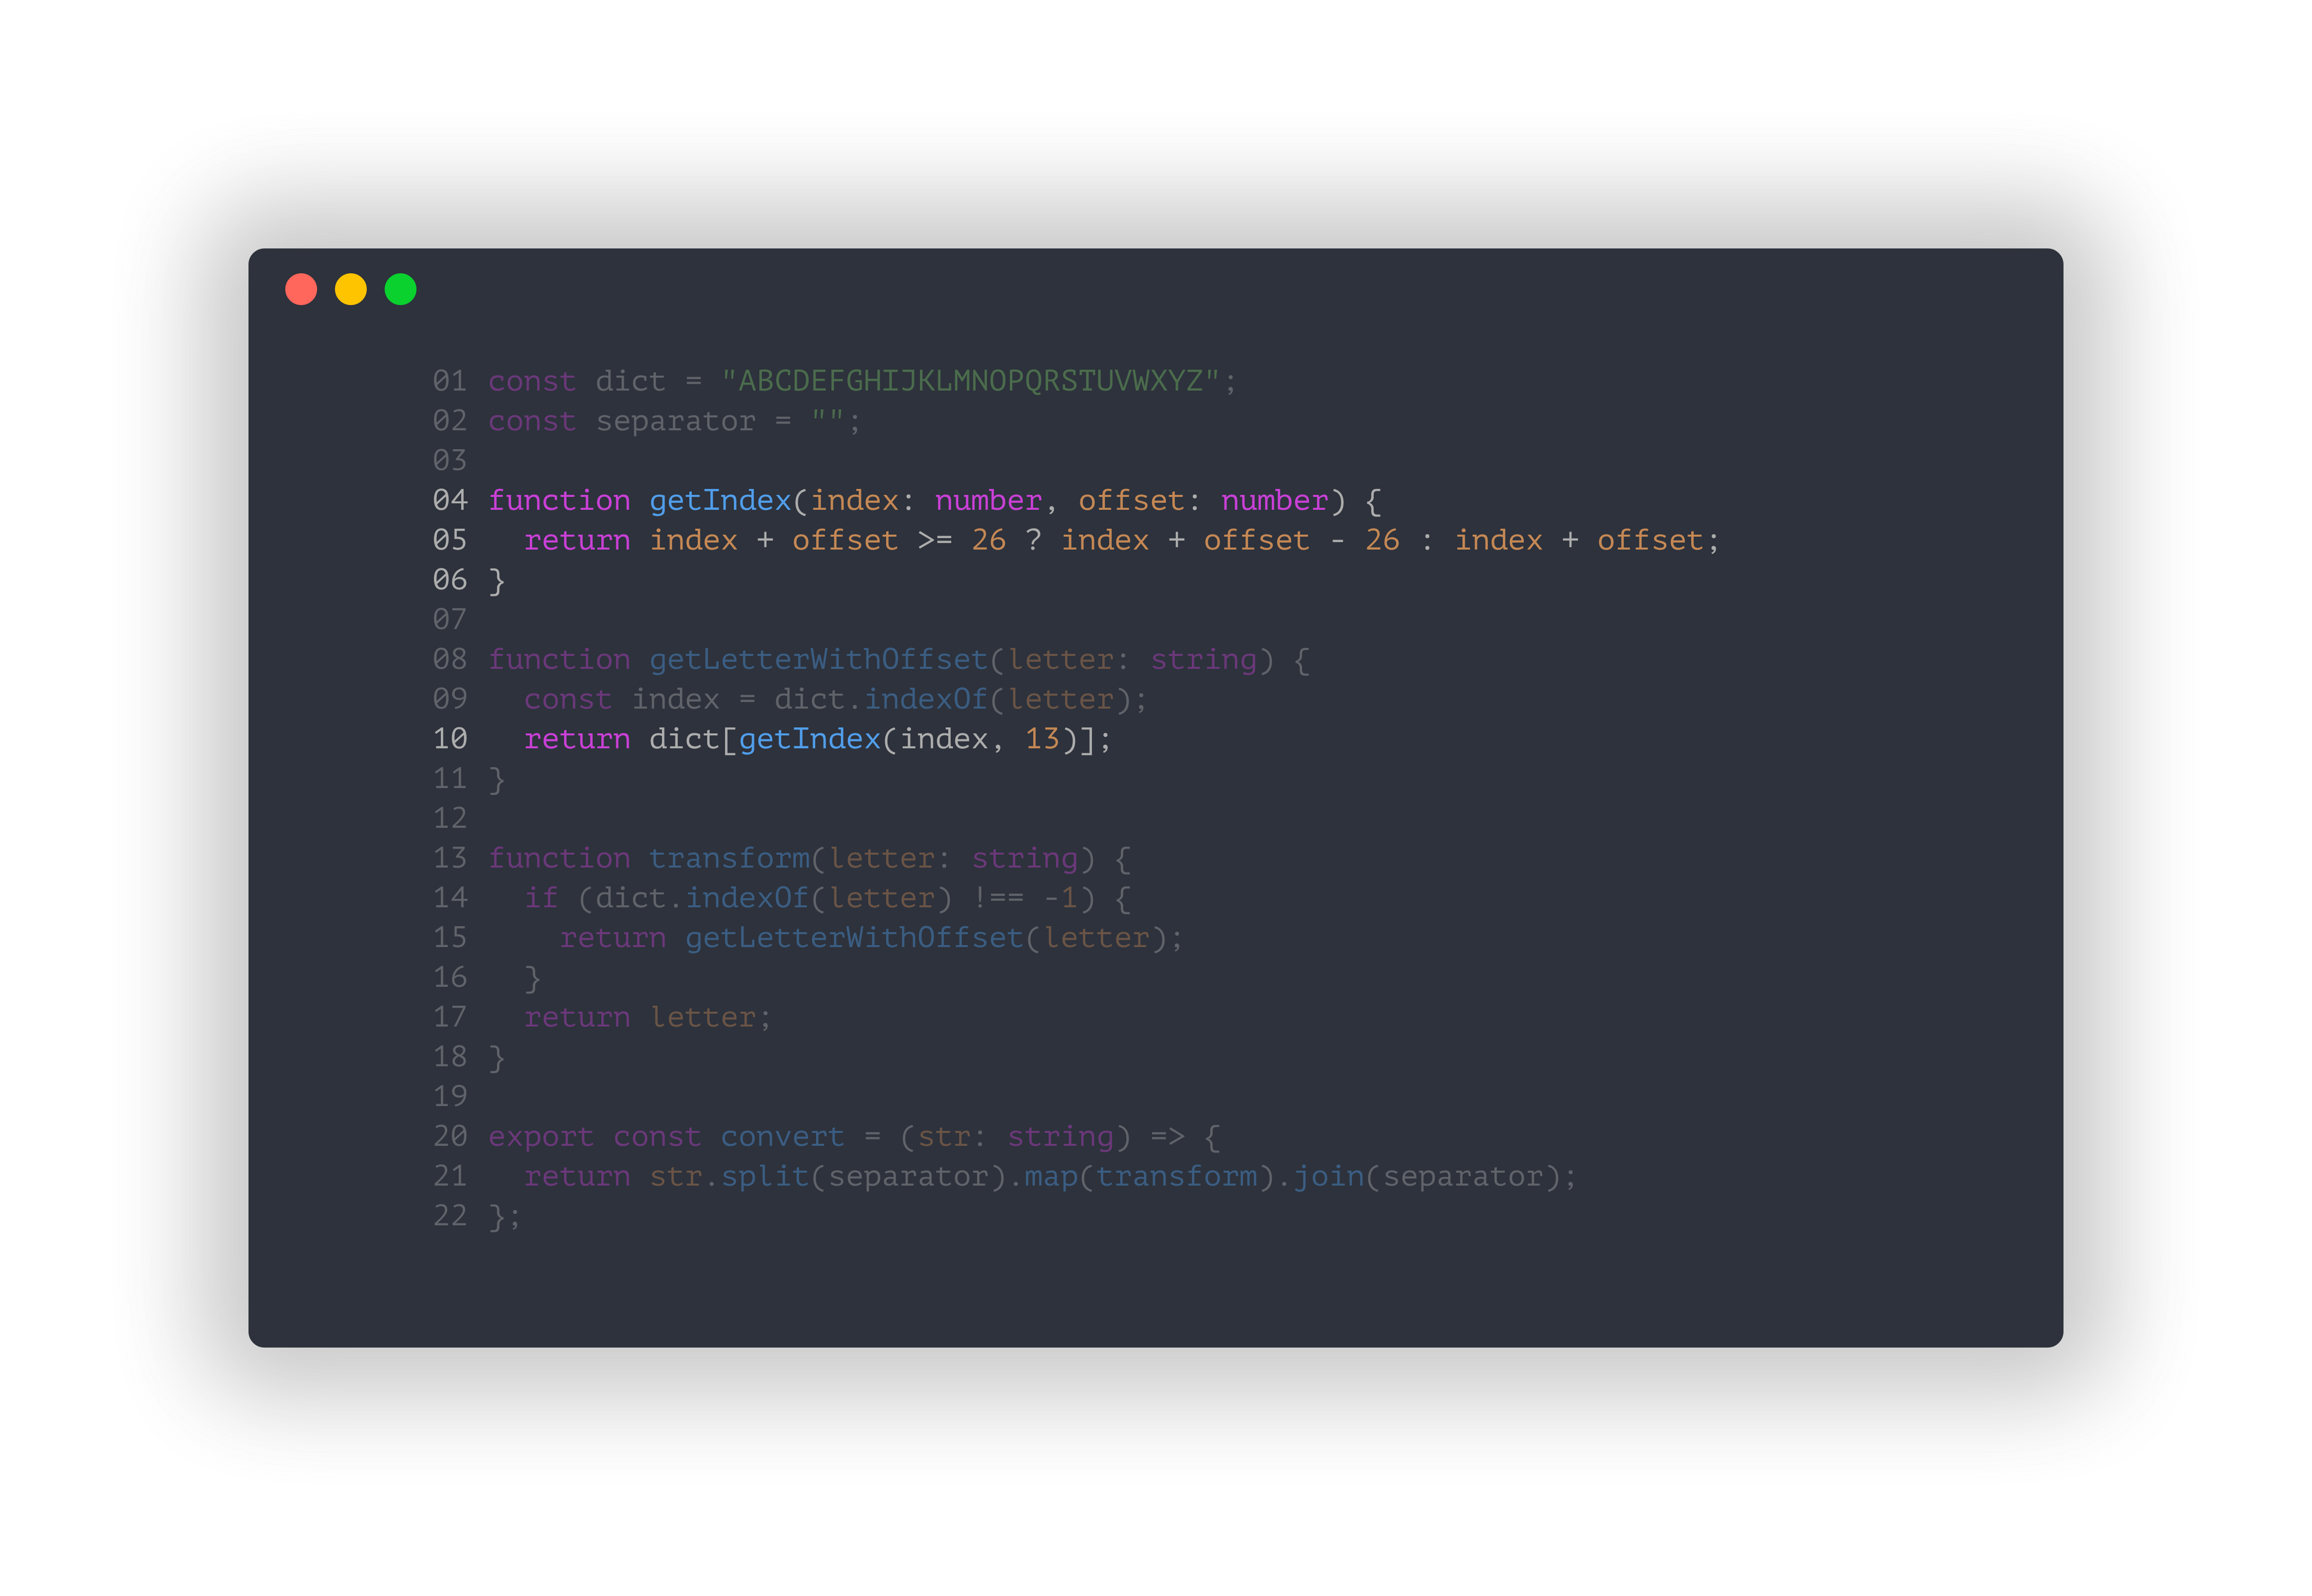 01 const dict = "ABCDEFGHIJKLMNOPQRSTUVWXYZ";
02 const separator = "";
03
04 function getIndex(index: number, offset: number) {
05   return index + offset >= 26 ? index + offset - 26 : index + offset;
06 }
07
08 function getLetterWithOffset(letter: string) {
09   const index = dict.indexOf(letter);
10   return dict[getIndex(index, 13)];
11 }
12
13 function transform(letter: string) {
14   if (dict.indexOf(letter) !== -1) {
15     return getLetterWithOffset(letter);
16   }
17   return letter;
18 }
19
20 export const convert = (str: string) => {
21   return str.split(separator).map(transform).join(separator);
22 };